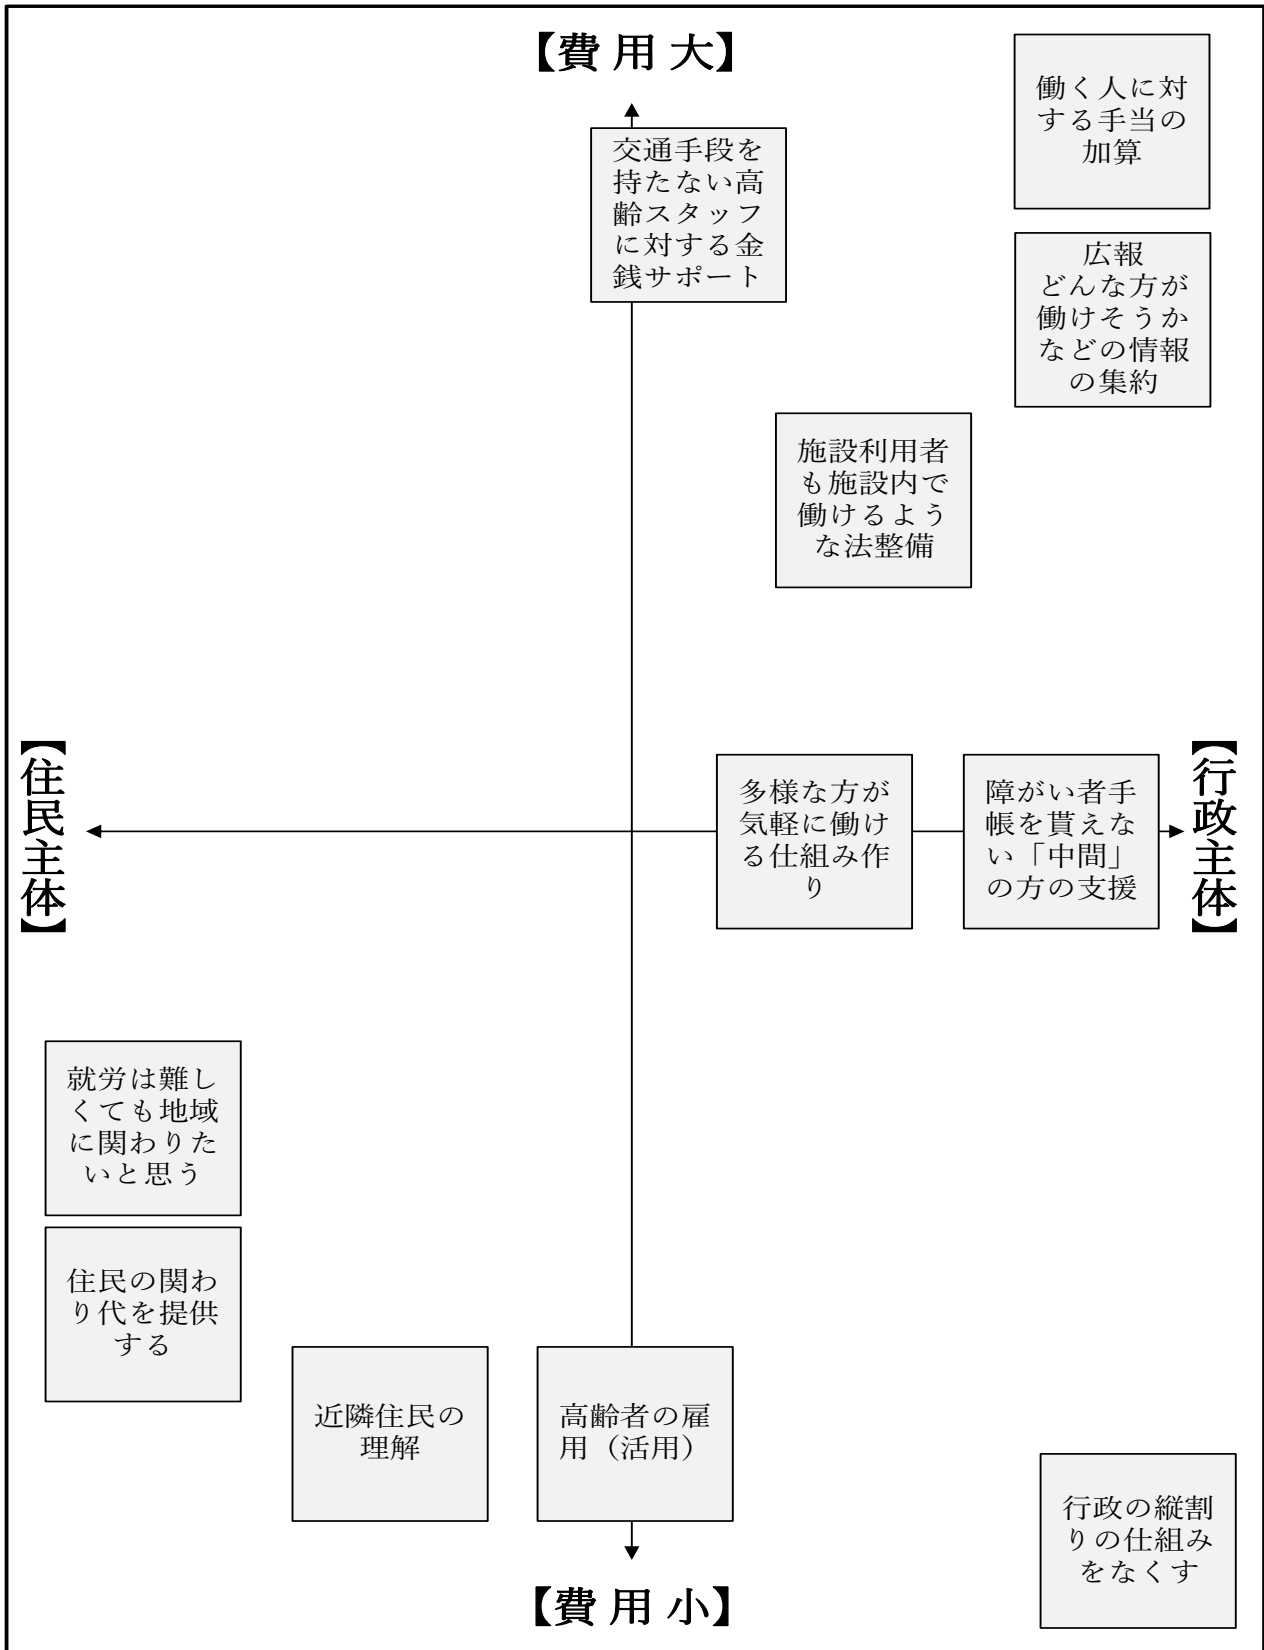 【費用大】
働く人に対
する手当の
加算
交通手段を
持たない高
齢スタッフ
に対する金
銭サポート
広報
どんな方が
働けそうか
などの情報
の集約
施設利用者
も施設内で
働けるよう
な法整備
【住民主体】
多様な方が
気軽に働け
る仕組み作
り
障がい者手
帳を貰えな
い「中間」
の方の支援
【行政主体】
就労は難し
くても地域
に関わりた
いと思う
住民の関わ
り代を提供
する
近隣住民の
理解
高齢者の雇
用（活用）
行政の縦割
りの仕組み
をなくす
【費用小】